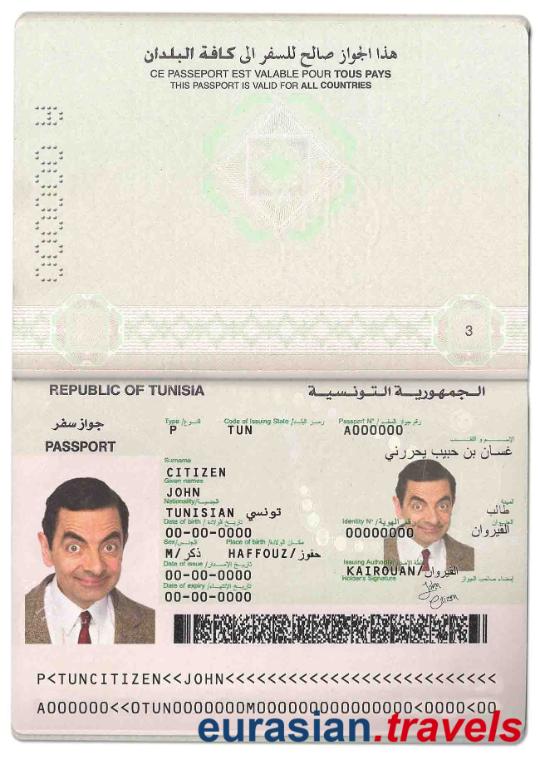 هذا الجواز صالح للسفر الى كافة البلدان
CE PASSEPORT EST VALABLE POUR TOUS PAYS
THIS PASSPORT IS VALID FOR ALL COUNTRIES
3
REPUBLIC OF TUNISIA الجمهورية التونسية
جواز سفر
PASSPORT
Type / النوع Code of Issuing State / رمز البلد Passport N° / رقم جواز السفر
P TUN A000000
الإسم و اللقب
غسان بن حبيب يحررني
Surname
CITIZEN
Given names
JOHN
المهنة
طالب
Nationality/الجنسية
TUNISIAN تونسي
القيروان
Date of birth / تاريخ الولادة Identity N° / رقم الهوية
00-00-0000 00000000
Sex/الجنس Place of birth / مكان الولادة
M/ذكر HAFFOUZ/حفوز
Date of issue / تاريخ الإصدار Issuing Authority
00-00-0000 KAIROUAN/القيروان
Date of expiry / تاريخ الإنتهاء Holder's Signature إمضاء صاحب الجواز
00-00-0000
John
Citizen
P<TUNCITIZEN<<JOHN<<<<<<<<<<<<<<<<<<<<<<<<<<
A000000<<0TUN0000000M0000000000000000<0000<00
eurasian.travels